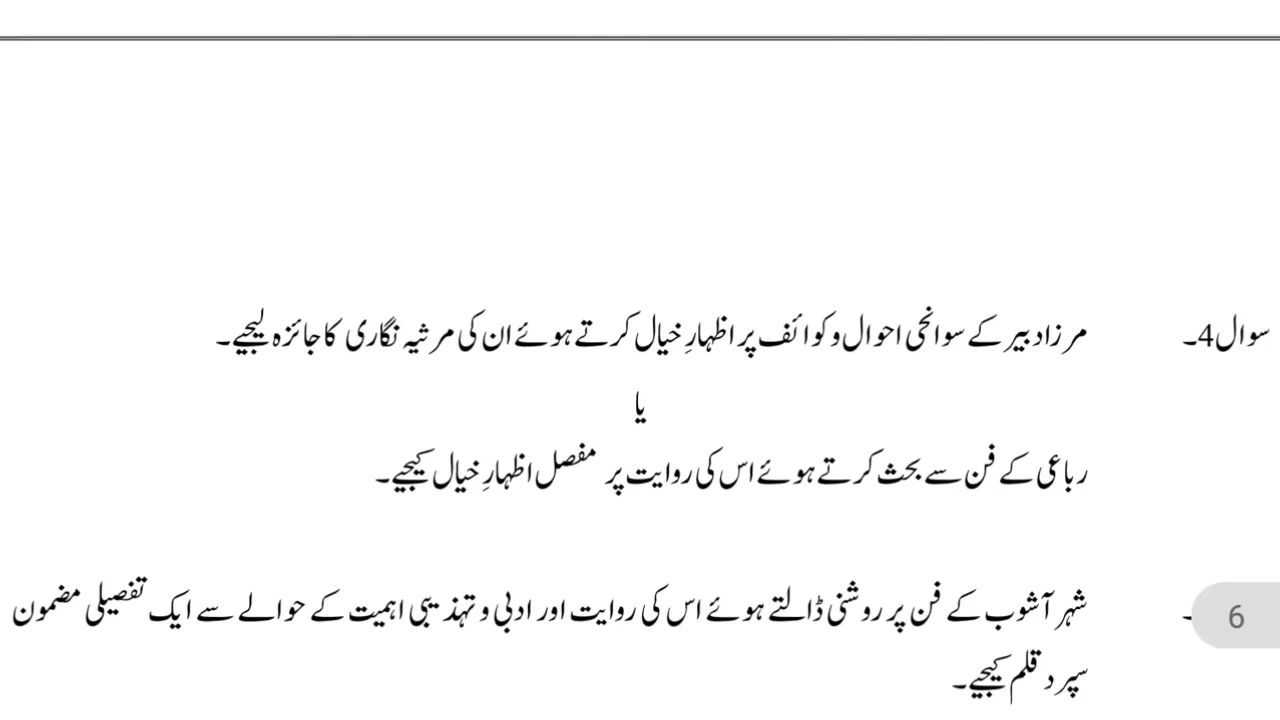 سوال4۔ مرزا دبیر کے سوانحی احوال و کوائف پر اظہارِ خیال کرتے ہوئے ان کی مرثیہ نگاری کا جائزہ لیجیے۔
یا
رباعی کے فن سے بحث کرتے ہوئے اس کی روایت پر مفصل اظہارِ خیال کیجیے۔
۔ شہر آشوب کے فن پر روشنی ڈالتے ہوئے اس کی روایت اور ادبی و تہذیبی اہمیت کے حوالے سے ایک تفصیلی مضمون
6
سپرد قلم کیجیے۔